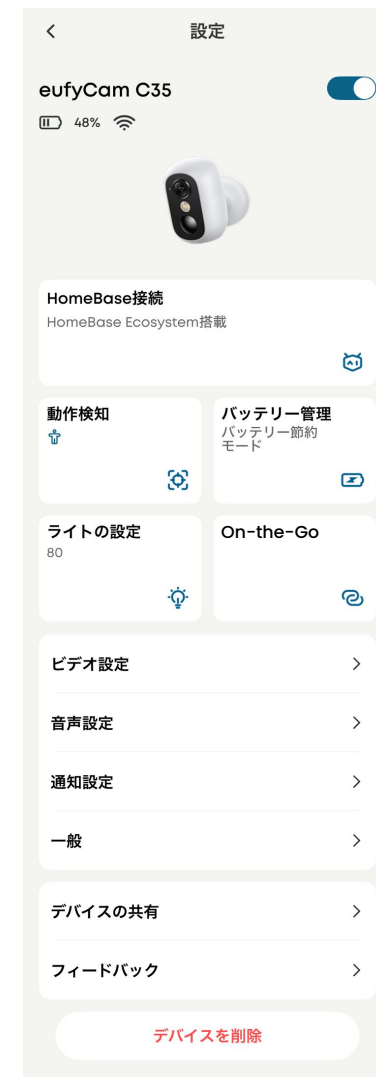 設定
eufyCam C35
48%
HomeBase接続
HomeBase Ecosystem搭載
動作検知
バッテリー管理
バッテリー節約
モード
ライトの設定
80
On-the-Go
ビデオ設定
音声設定
通知設定
一般
デバイスの共有
フィードバック
デバイスを削除